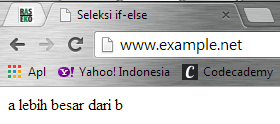 BAS
EKO
Seleksi if-else
www.example.net
Apl
Y! Yahoo! Indonesia
C Codecademy
a lebih besar dari b